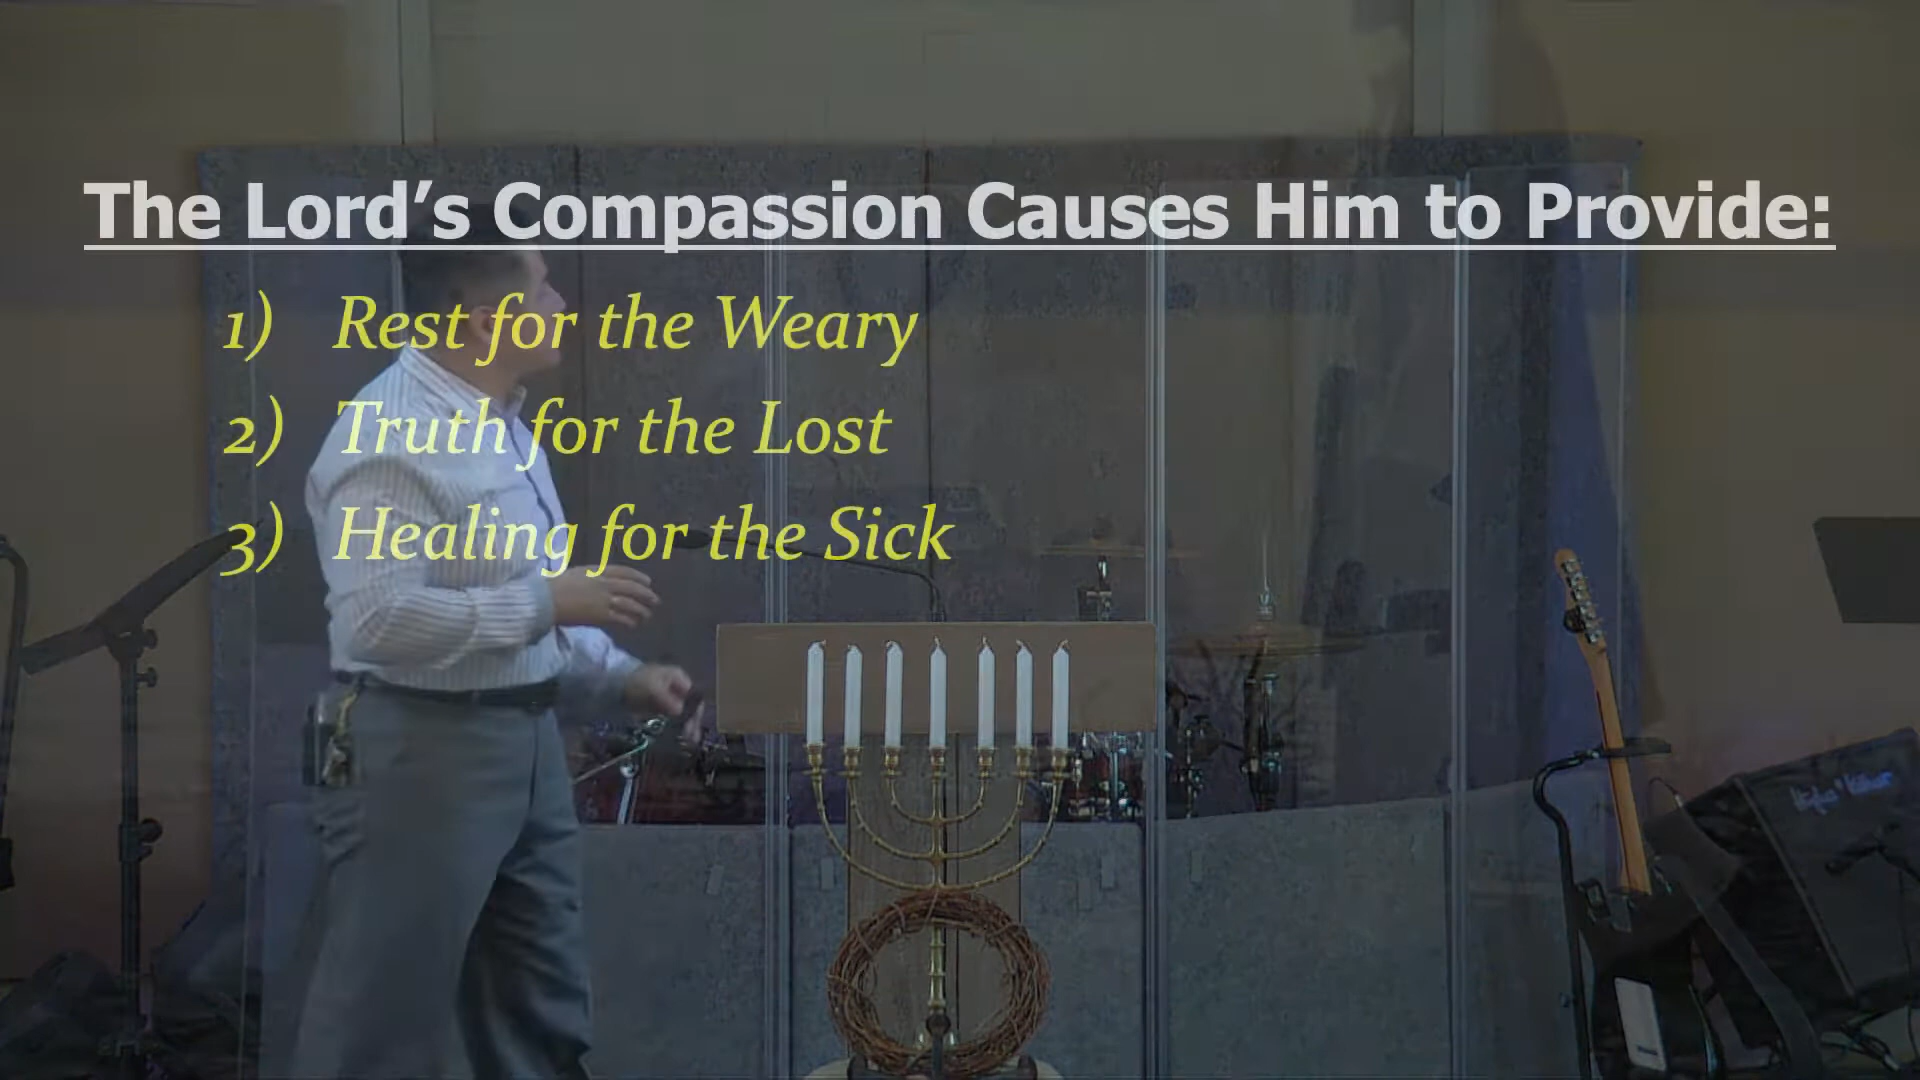 The Lord’s Compassion Causes Him to Provide:
1) Rest for the Weary
2) Truth for the Lost
3) Healing for the Sick